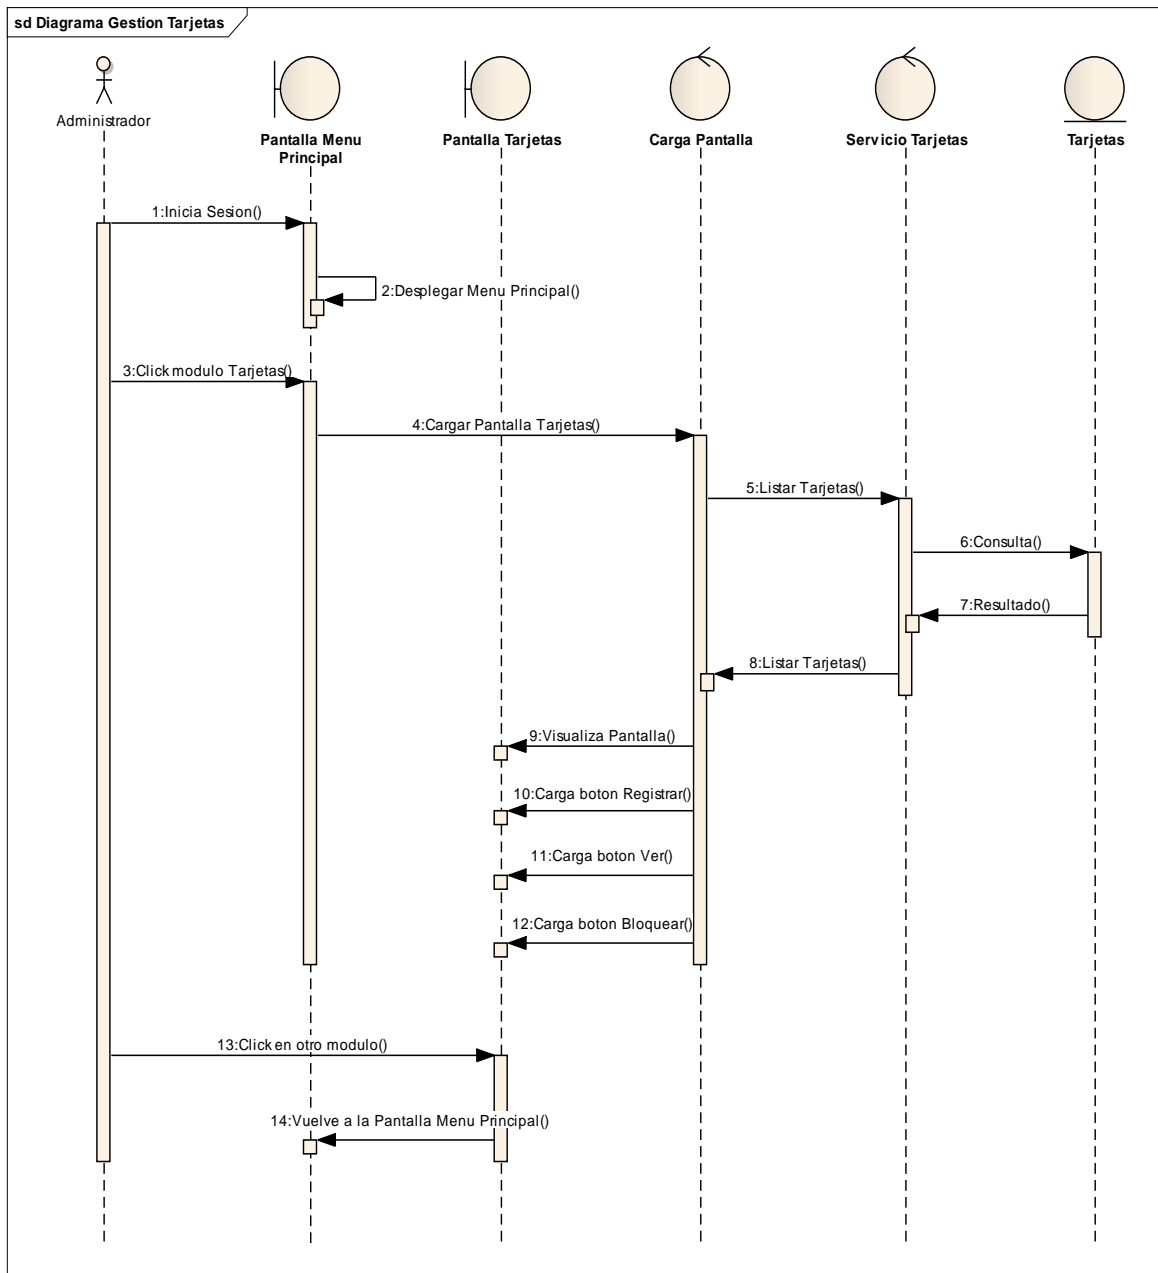 sd Diagrama Gestion Tarjetas
Administrador
Pantalla Menu
Principal
Pantalla Tarjetas
Carga Pantalla
Servicio Tarjetas
Tarjetas
1:Inicia Sesion()
2:Desplegar Menu Principal()
3:Click modulo Tarjetas()
4:Cargar Pantalla Tarjetas()
5:Listar Tarjetas()
6:Consulta()
7:Resultado()
8:Listar Tarjetas()
9:Visualiza Pantalla()
10:Carga boton Registrar()
11:Carga boton Ver()
12:Carga boton Bloquear()
13:Click en otro modulo()
14:Vuelve a la Pantalla Menu Principal()